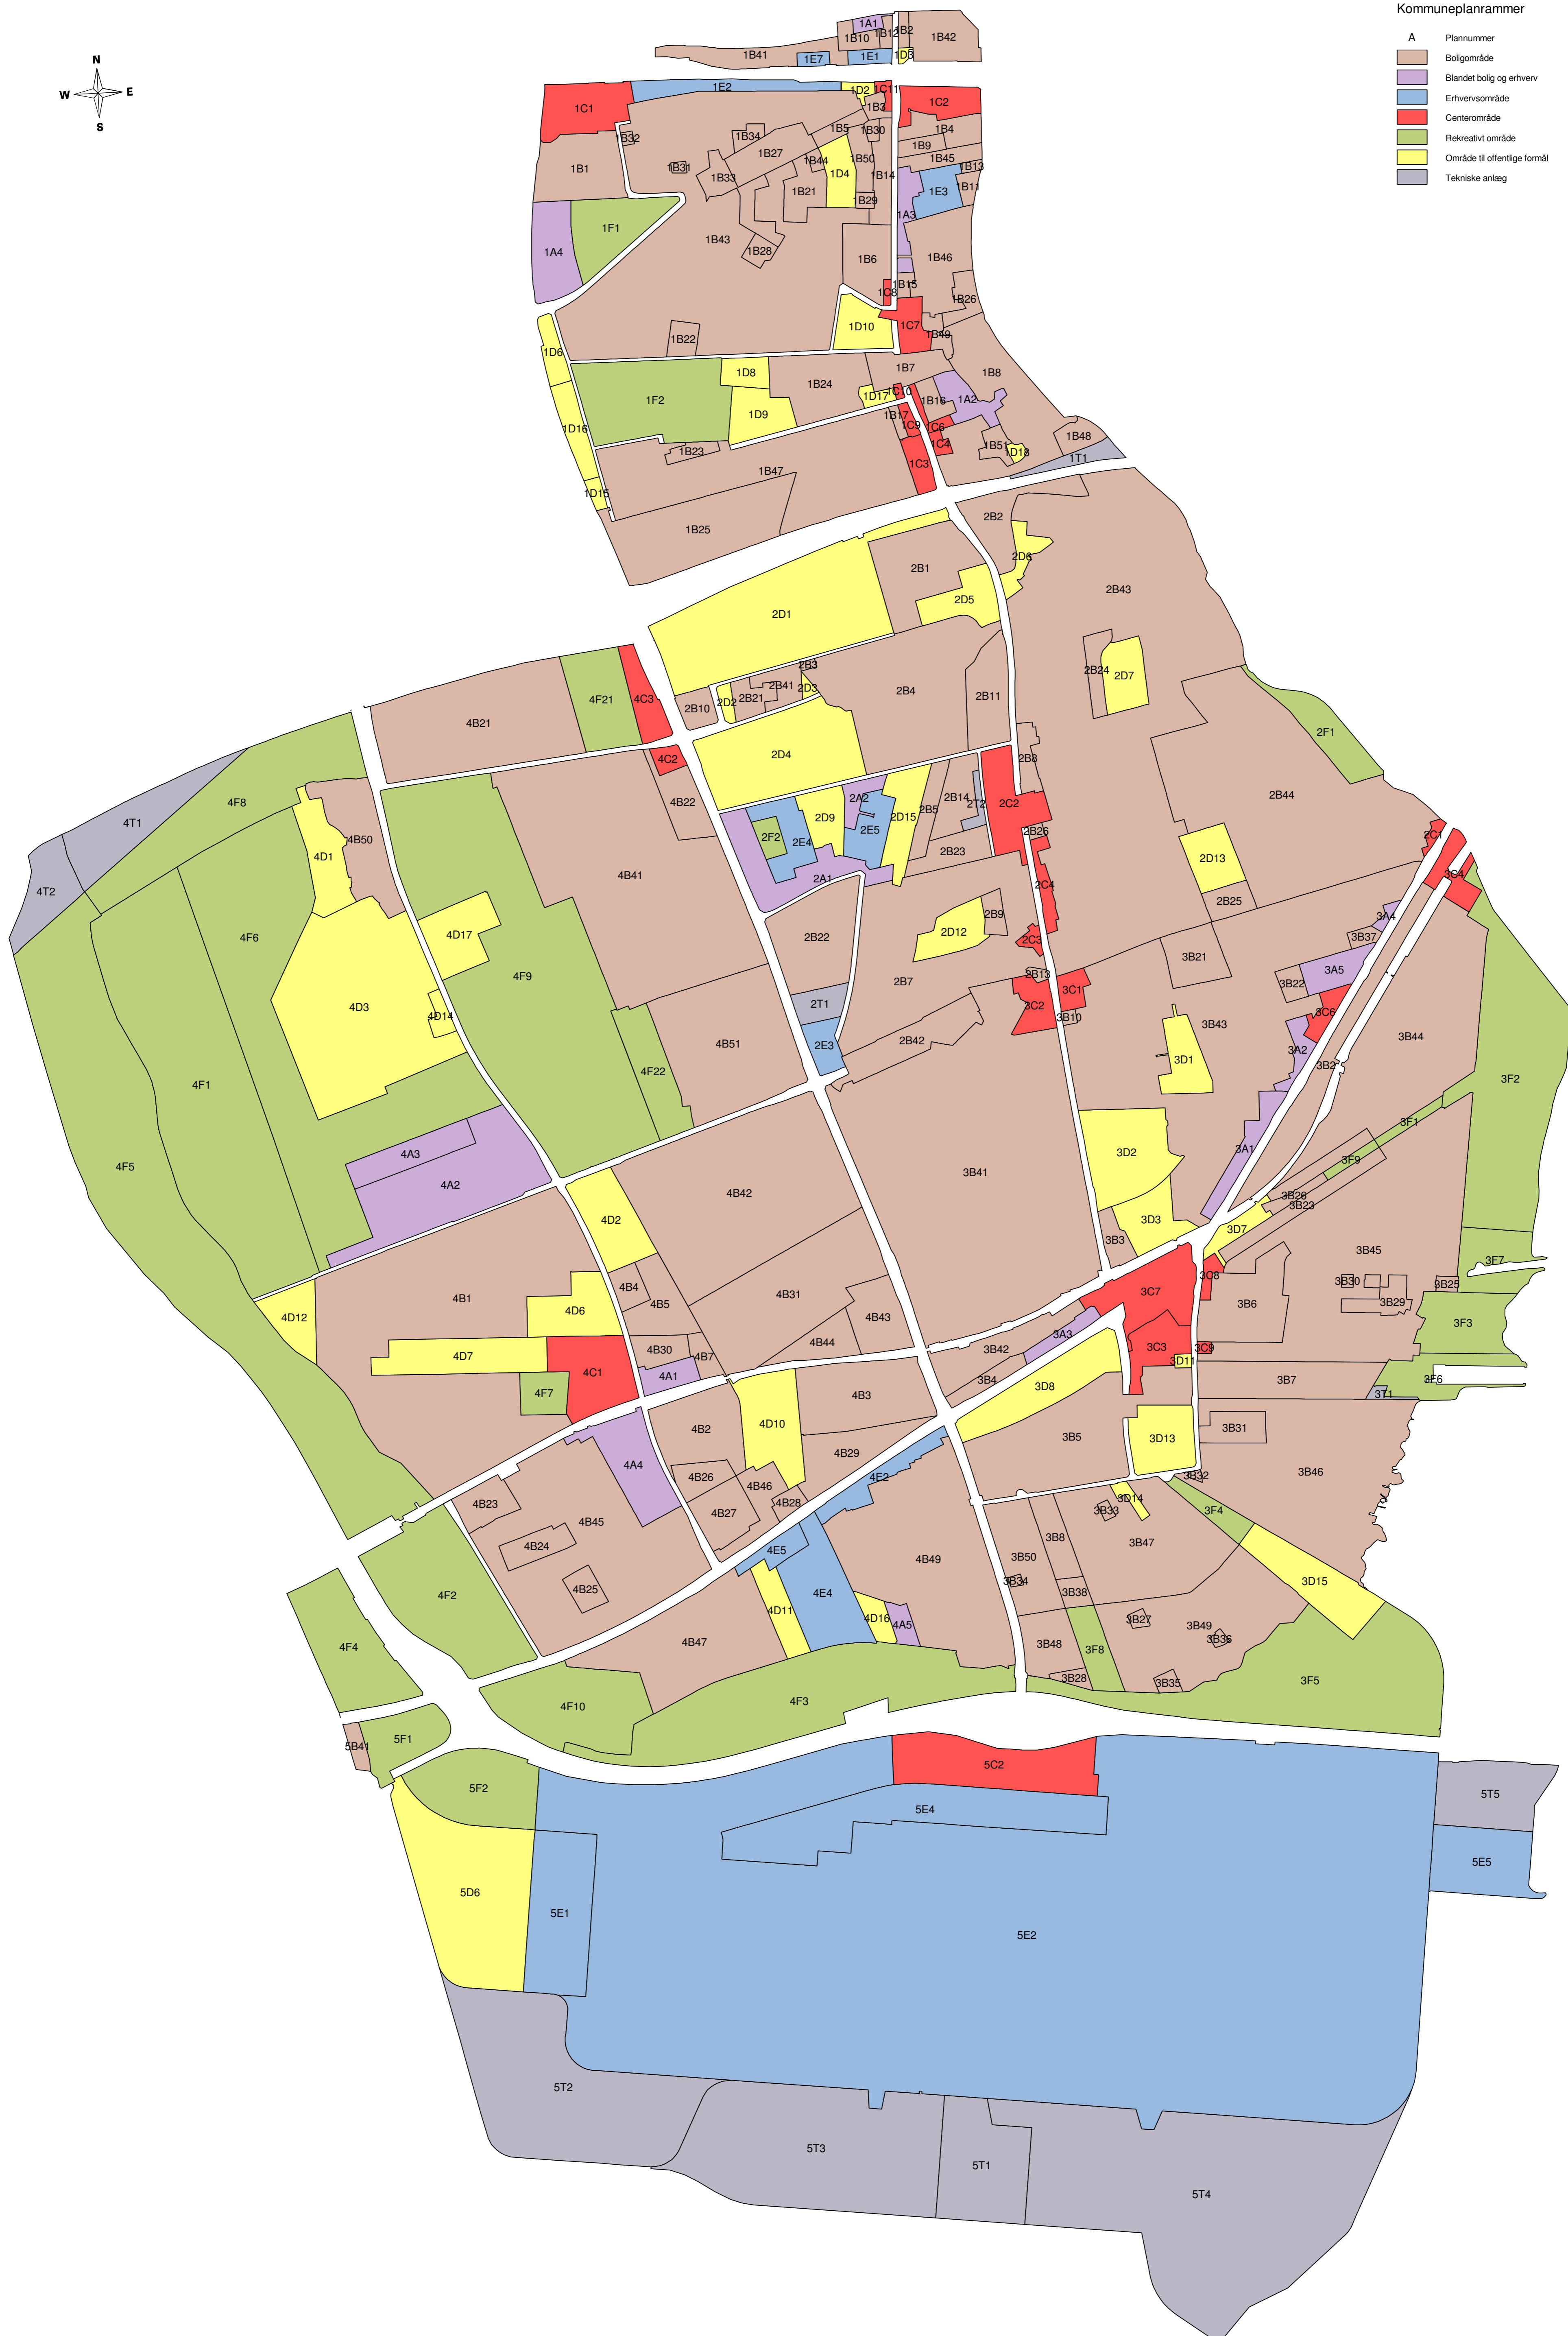 Kommuneplanrammer
A Plannummer
Boligområde
Blandet bolig og erhverv
Erhvervsområde
Centerområde
Rekreativt område
Område til offentlige formål
Tekniske anlæg
N
W E
S
1A1
1B2
1B10
1B12
1B42
1B41
1E7
1E1
1D3
1E2
1D2
1C11
1C1
1C2
1B3
1B32
1B34
1B5
1B30
1B4
1B9
1B27
1B44
1B50
1B45
1B1
1B31
1B33
1D4
1B14
1B13
1B21
1E3
1B11
1B29
1A3
1F1
1B43
1A4
1B28
1B6
1B46
1B15
1C8
1B26
1D10
1C7
1B22
1B49
1D6
1B7
1D8
1B8
1B24
1F2
1D17
1C10
1B16
1A2
1D9
1B17
1C9
1C6
1D16
1C4
1B48
1B23
1B51
1D18
1C3
1T1
1B47
1D15
1B25
2B2
2D6
2B1
2B43
2D5
2D1
2B3
2B24
2D7
2B41
2D3
2B4
4F21
4C3
2D2
2B21
2B11
2B10
4B21
2F1
2D4
4C2
2B8
2B44
4F8
4B22
2A2
2B14
2T2
2C2
4T1
2D9
2D15
2B5
2E5
2B26
2C1
2F2
2E4
4B50
2B23
4D1
2D13
4B41
2A1
3C4
4T2
2C4
2B25
2B9
3A4
4D17
4F6
2B22
2D12
2C3
3B37
3B21
4F9
3A5
2B13
2B7
3B22
3C1
2T1
3C2
3C6
4D3
4D14
3B10
3B43
3B44
2B42
4B51
2E3
3A2
3D1
3B2
4F22
3F2
4F1
3F1
3A1
3D2
4A3
3F9
4F5
3B41
4A2
4B42
3B26
3B23
4D2
3D3
3D7
3B3
3B45
3F7
3C8
4B4
3B30
3B25
4B1
4B5
4B31
3C7
3B6
3B29
4D6
4D12
4B43
3F3
3A3
4B44
3B42
3C3
3C9
4B30
4B7
4D7
3D11
4C1
4A1
3B4
3B7
3F6
3D8
4F7
3T1
4B3
4B2
4D10
3B31
3B5
3D13
4B29
4A4
4B26
4E2
3B32
3B46
4B46
4B23
4B28
3D14
4B27
3F4
4B45
3B33
3B8
3B47
4B24
4E5
3B50
4B49
3B34
3D15
4B25
4E4
3B38
4F2
4D11
4D16
3B27
4A5
3B49
3B36
4B47
3B48
3F8
4F4
3B28
3B35
3F5
4F3
4F10
5F1
5B41
5C2
5F2
5T5
5E4
5E5
5D6
5E1
5E2
5T2
5T3
5T1
5T4